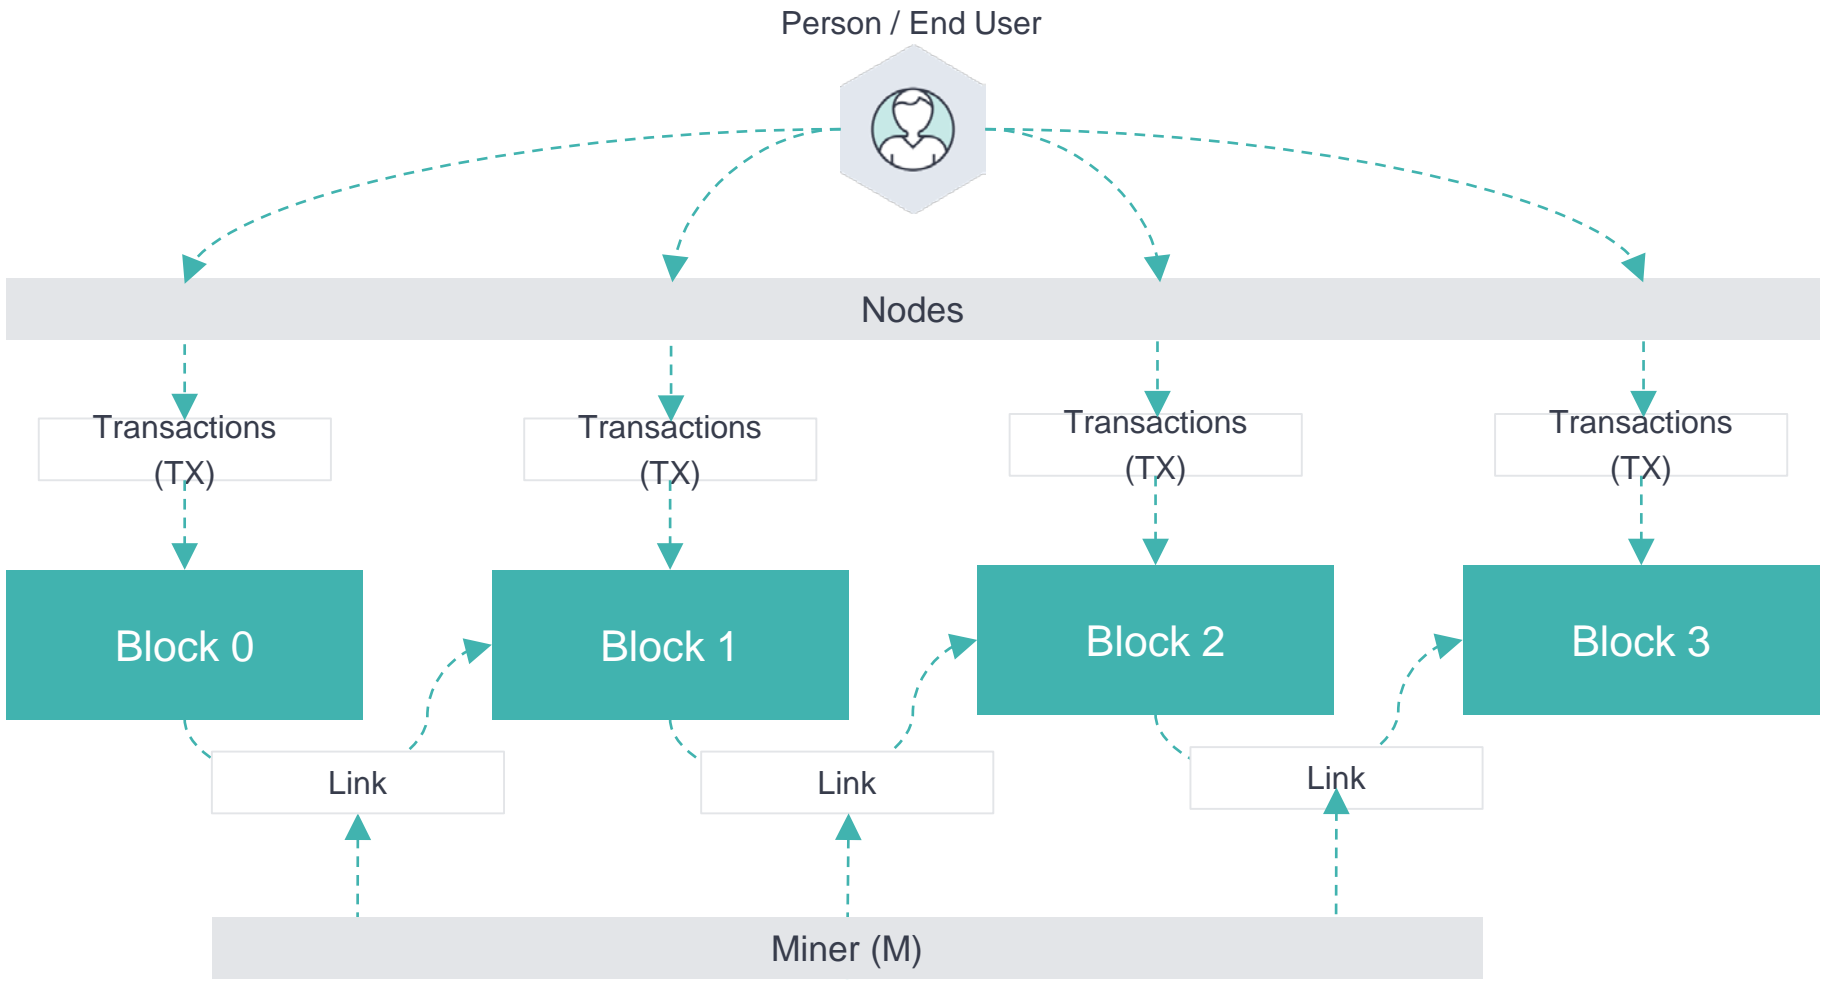 Person / End User
Nodes
Transactions
(TX)
Transactions
(TX)
Transactions
(TX)
Transactions
(TX)
Block 0
Block 1
Block 2
Block 3
Link
Link
Link
Miner (M)